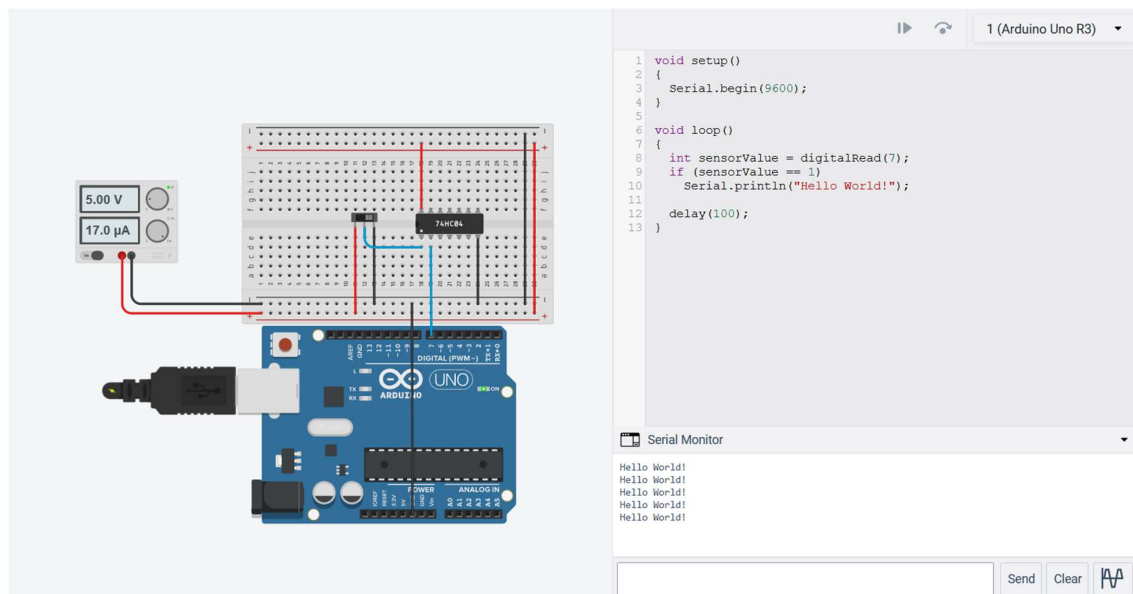 1 (Arduino Uno R3)
1 void setup()
2 {
3 Serial.begin(9600);
4 }
5
6 void loop()
7 {
8 int sensorValue = digitalRead(7);
9 if (sensorValue == 1)
10 Serial.println("Hello World!");
11
12 delay(100);
13 }
5.00 V
17.0 µA
74HC04
AREF
GND
13
12
~11
~10
~9
8
7
~6
~5
4
~3
2
TX→1
RX←0
DIGITAL (PWM~)
L
TX
RX
UNO
ON
ARDUINO
POWER
ANALOG IN
IOREF
RESET
3.3V
5V
GND
Vin
A0
A1
A2
A3
A4
A5
Serial Monitor
Hello World!
Hello World!
Hello World!
Hello World!
Hello World!
Send
Clear